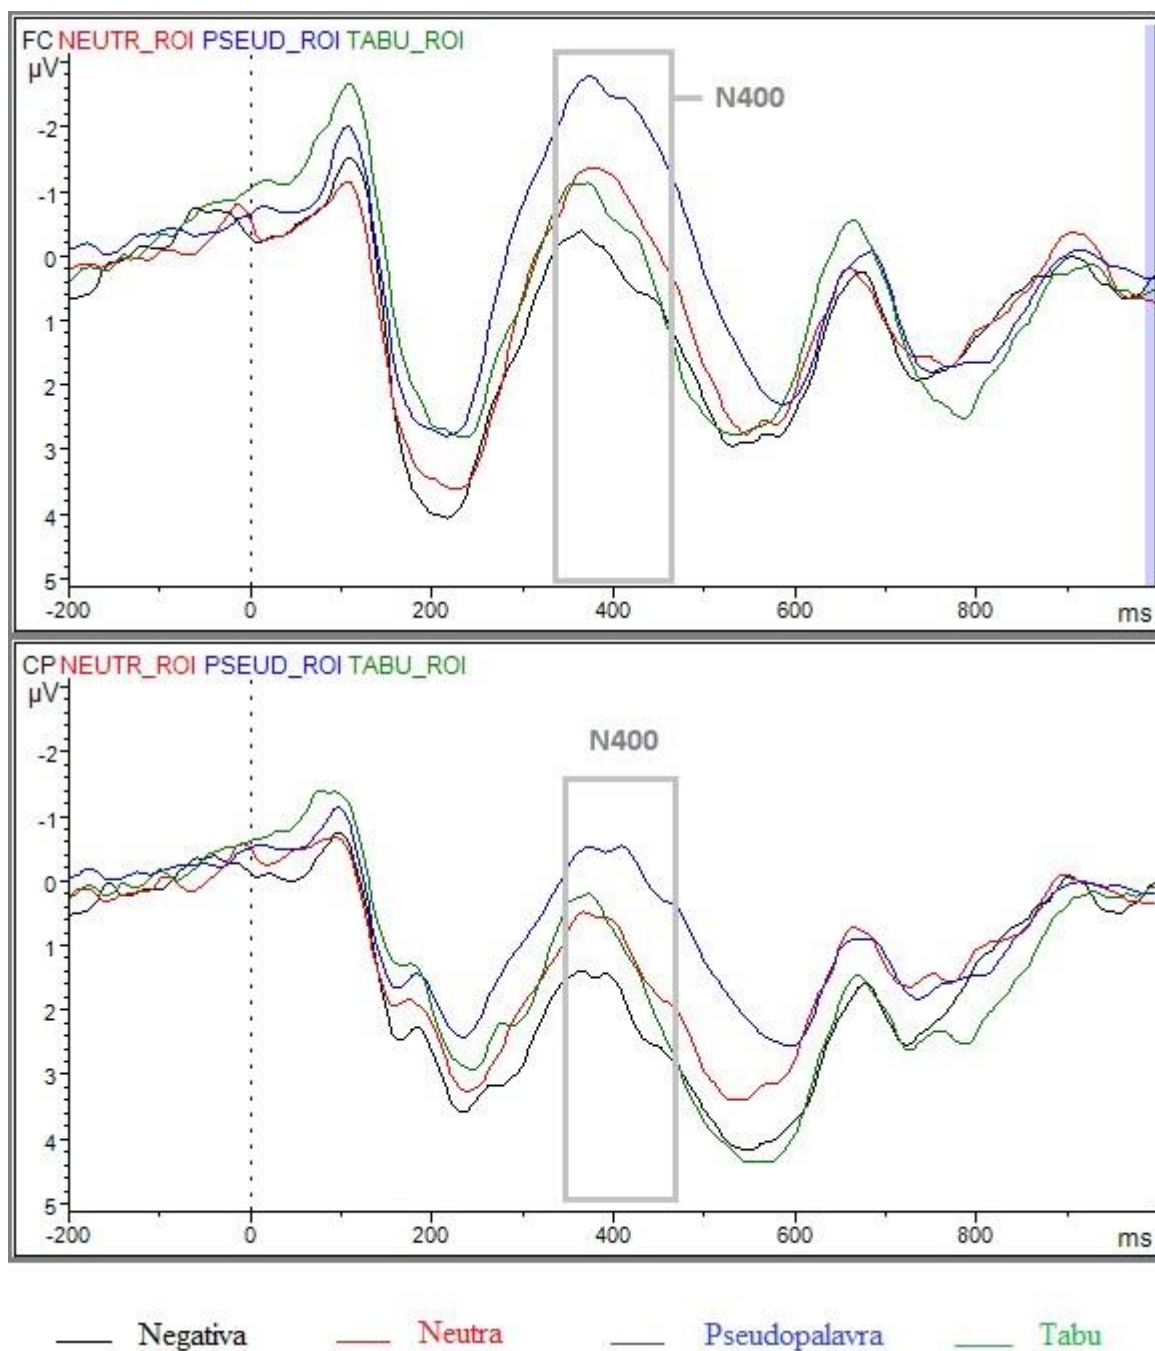 FC NEUTR_ROI PSEUD_ROI TABU_ROI
µV
N400
-2
-1
0
1
2
3
4
5
-200 0 200 400 600 800 ms
CP NEUTR_ROI PSEUD_ROI TABU_ROI
µV
N400
-2
-1
0
1
2
3
4
5
-200 0 200 400 600 800 ms
Negativa Neutra Pseudopalavra Tabu